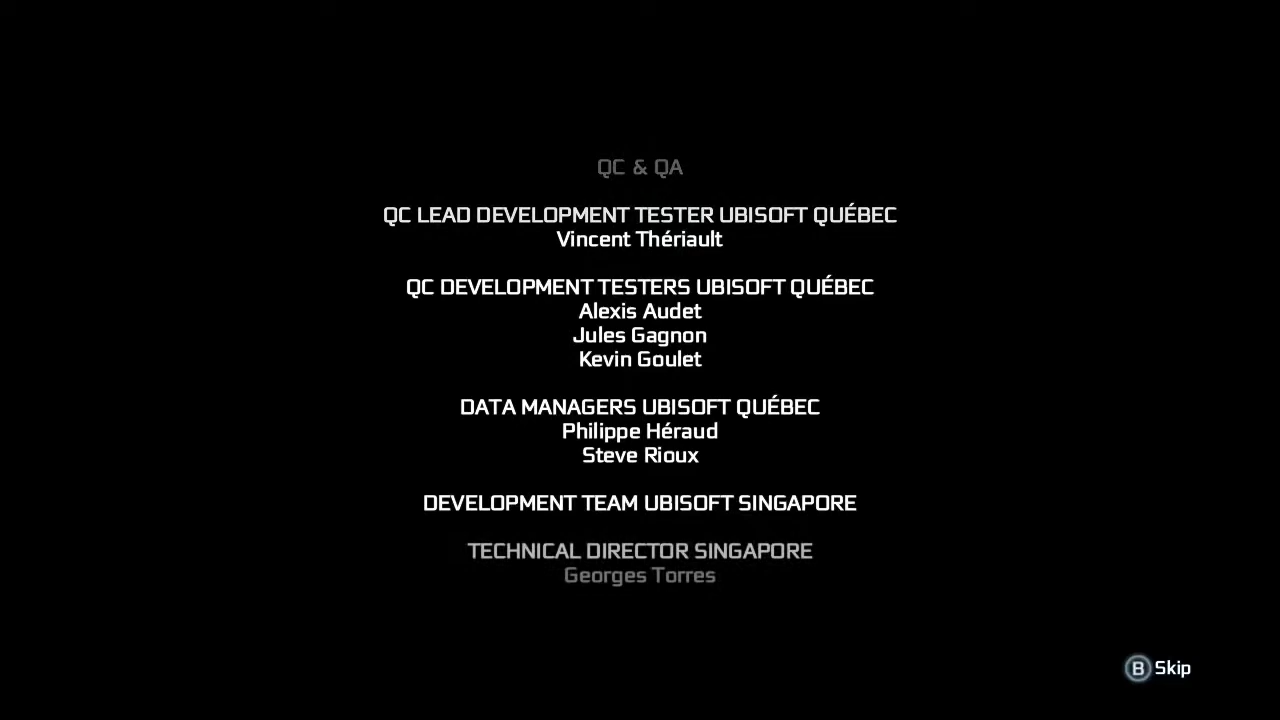 QC & QA
QC LEAD DEVELOPMENT TESTER UBISOFT QUÉBEC
Vincent Thériault
QC DEVELOPMENT TESTERS UBISOFT QUÉBEC
Alexis Audet
Jules Gagnon
Kevin Goulet
DATA MANAGERS UBISOFT QUÉBEC
Philippe Héraud
Steve Rioux
DEVELOPMENT TEAM UBISOFT SINGAPORE
TECHNICAL DIRECTOR SINGAPORE
Georges Torres
B Skip